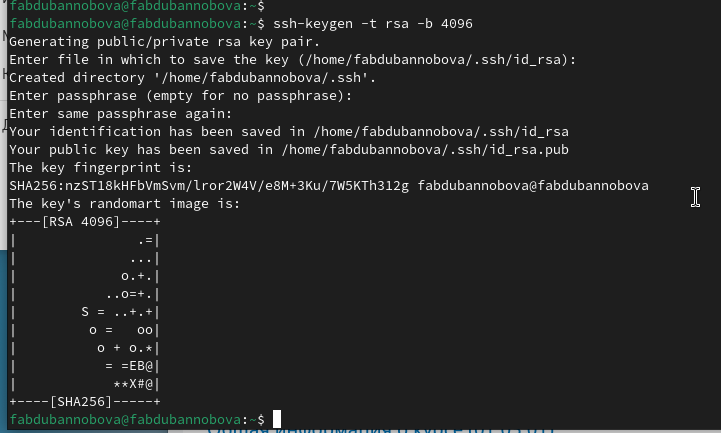 fabdubannobova@fabdubannobova:~$
fabdubannobova@fabdubannobova:~$ ssh-keygen -t rsa -b 4096
Generating public/private rsa key pair.
Enter file in which to save the key (/home/fabdubannobova/.ssh/id_rsa):
Created directory '/home/fabdubannobova/.ssh'.
Enter passphrase (empty for no passphrase):
Enter same passphrase again:
Your identification has been saved in /home/fabdubannobova/.ssh/id_rsa
Your public key has been saved in /home/fabdubannobova/.ssh/id_rsa.pub
The key fingerprint is:
SHA256:nzST18kHFbVmSvm/lror2W4V/e8M+3Ku/7W5KTh312g fabdubannobova@fabdubannobova
The key's randomart image is:
+---[RSA 4096]----+
|               .=|
|              ...|
|             o.+.|
|           ..o=+.|
|        S = ..+.+|
|         o =   oo|
|          o + o.*|
|           = =EB@|
|            **X#@|
+----[SHA256]-----+
fabdubannobova@fabdubannobova:~$